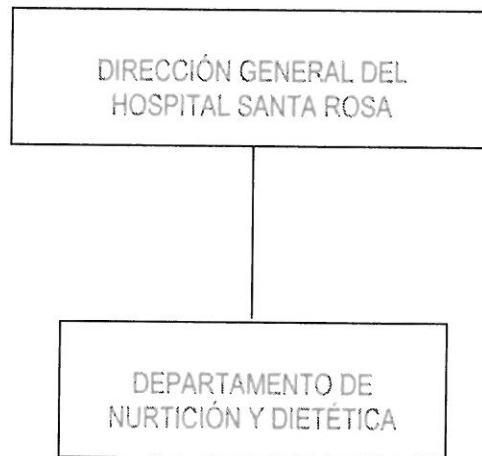 DIRECCIÓN GENERAL DEL
HOSPITAL SANTA ROSA
DEPARTAMENTO DE
NURTICIÓN Y DIETÉTICA